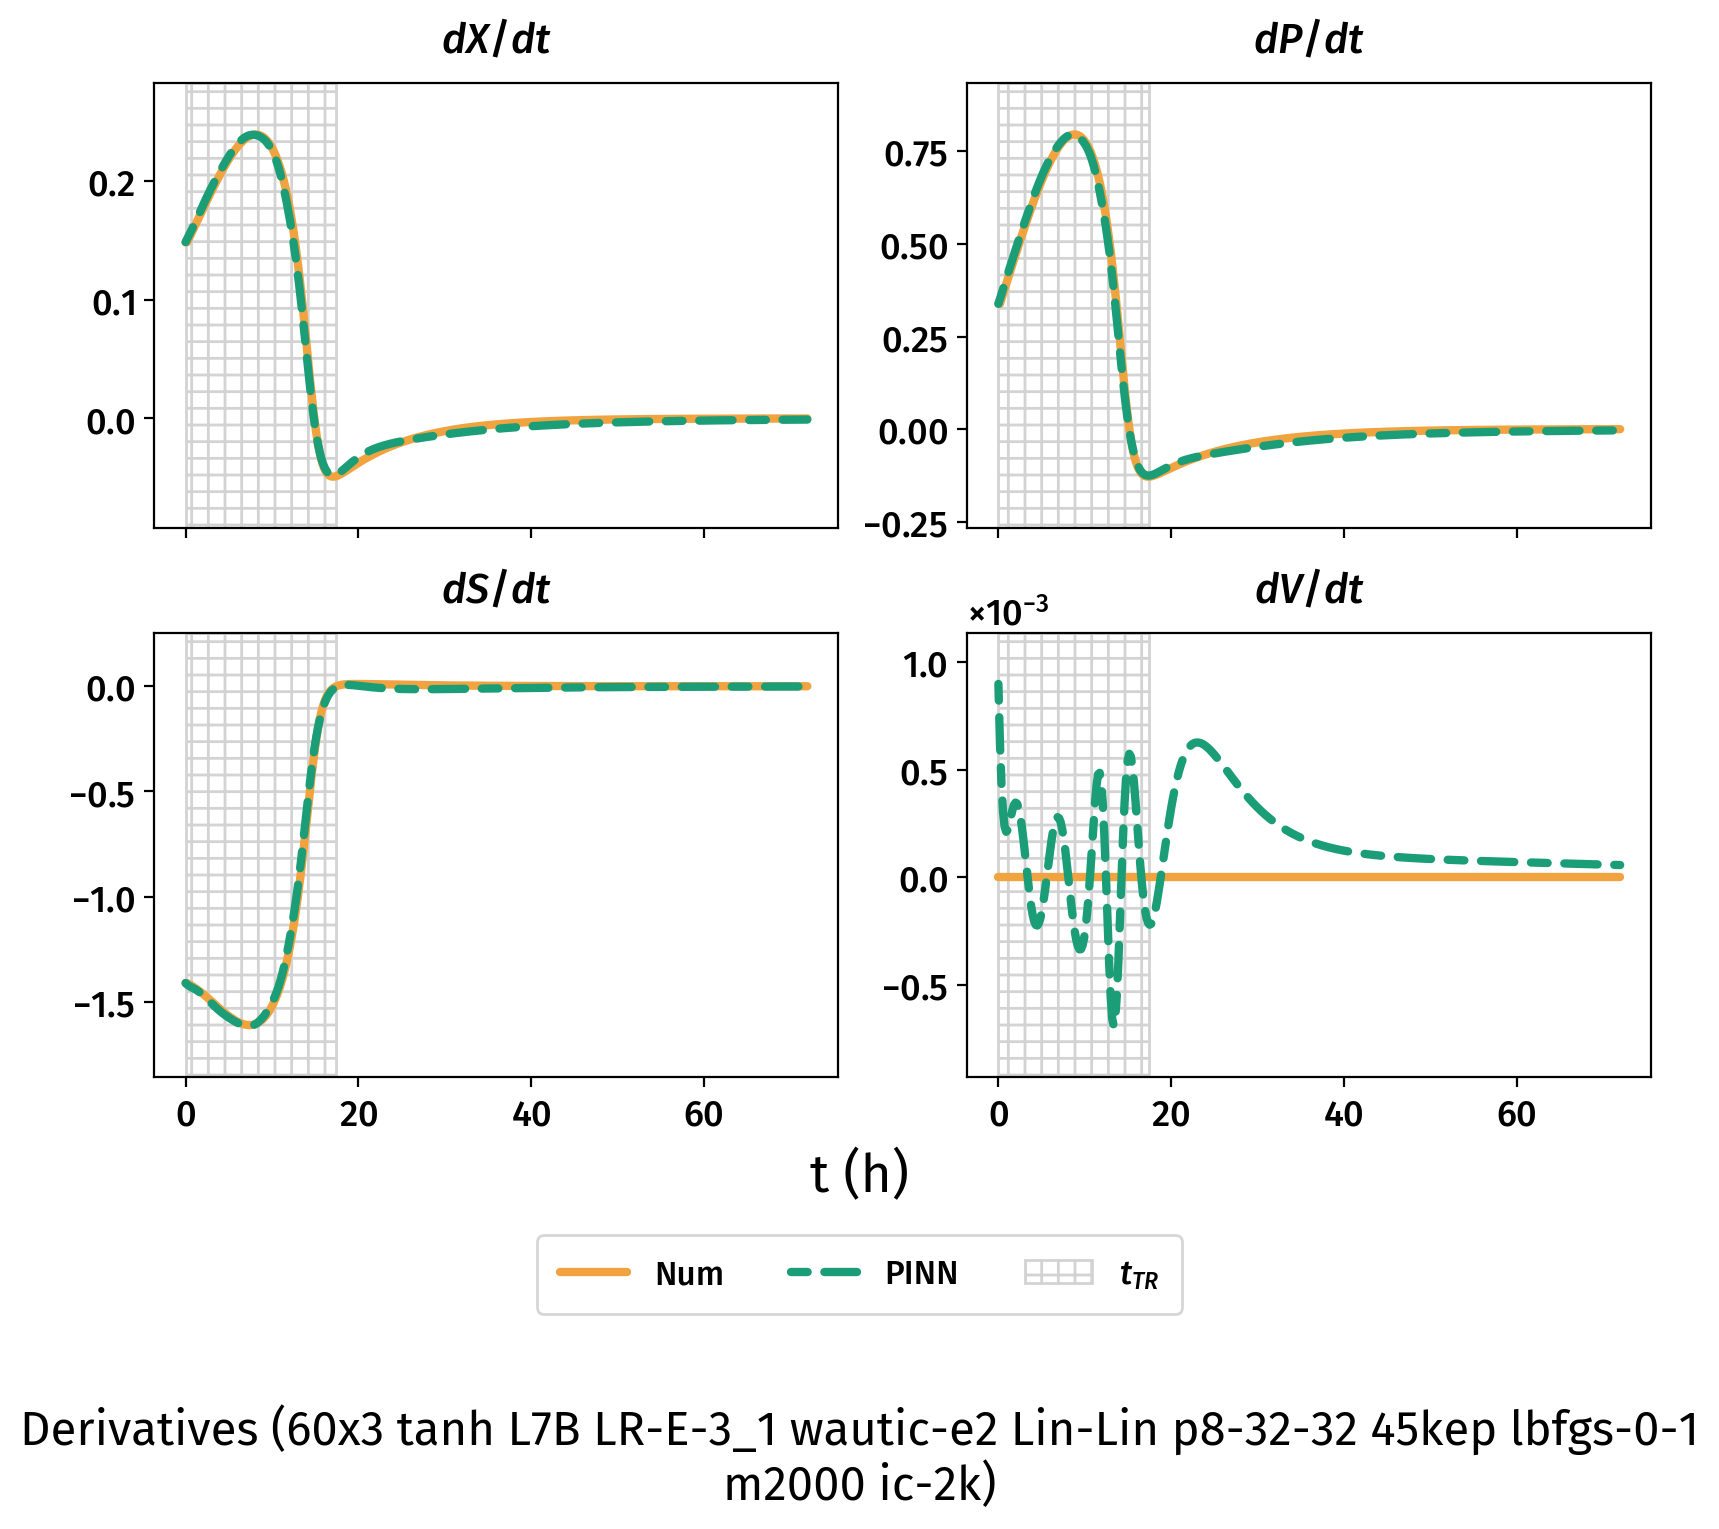 dX/dt
dP/dt
0.2
0.1
0.0
0.75
0.50
0.25
0.00
−0.25
dS/dt
dV/dt
×10⁻³
0.0
−0.5
−1.0
−1.5
0
20
40
60
1.0
0.5
0.0
−0.5
0
20
40
60
t (h)
Num
PINN
t_TR
Derivatives (60x3 tanh L7B LR-E-3_1 wautic-e2 Lin-Lin p8-32-32 45kep lbfgs-0-1
m2000 ic-2k)